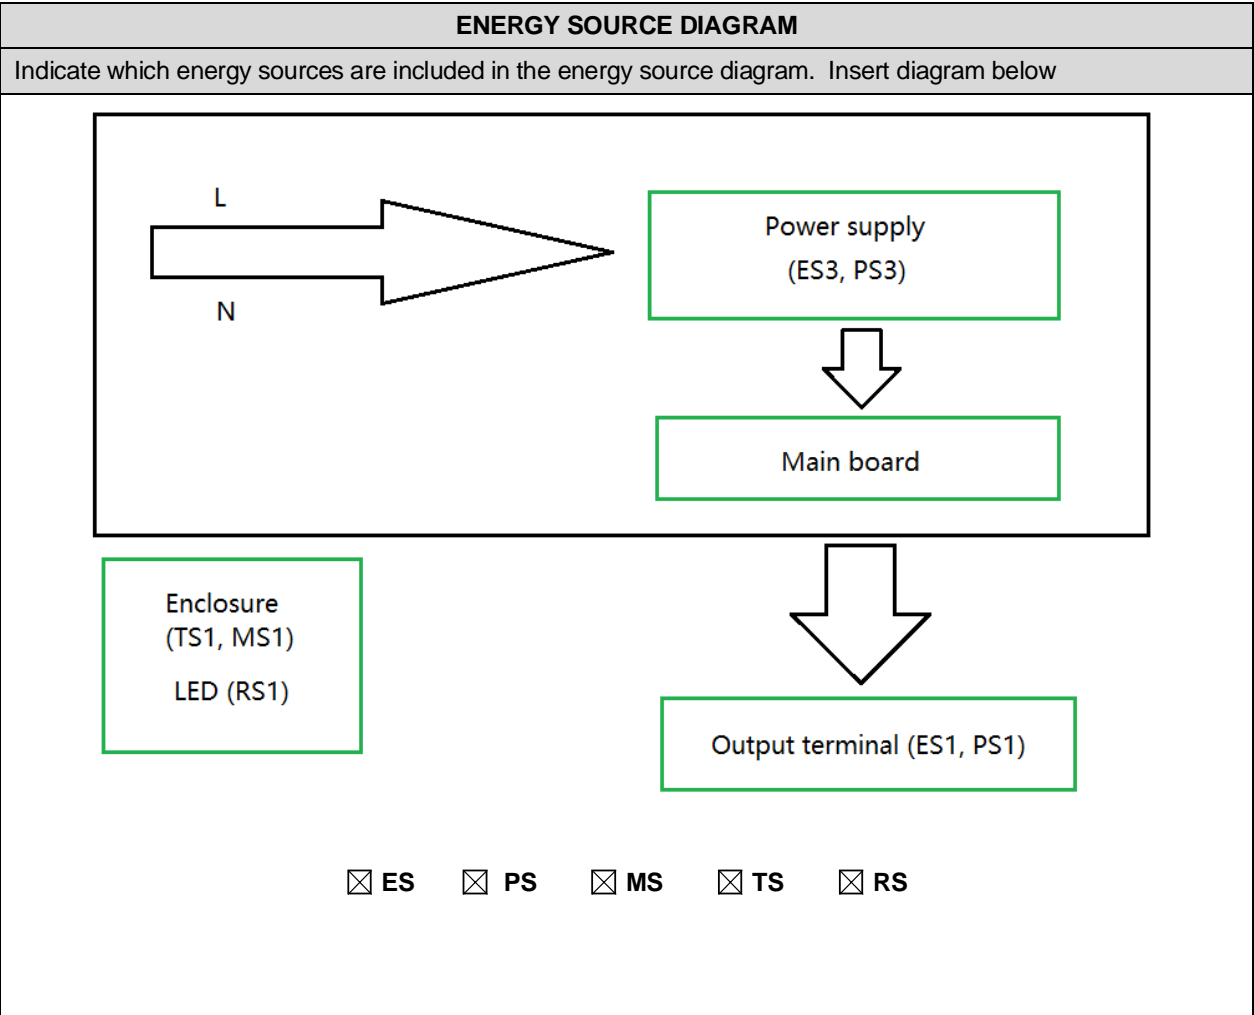 ENERGY SOURCE DIAGRAM
Indicate which energy sources are included in the energy source diagram.  Insert diagram below
L
N
Power supply
(ES3, PS3)
Main board
Enclosure
(TS1, MS1)
LED (RS1)
Output terminal (ES1, PS1)
☒ ES ☒ PS ☒ MS ☒ TS ☒ RS